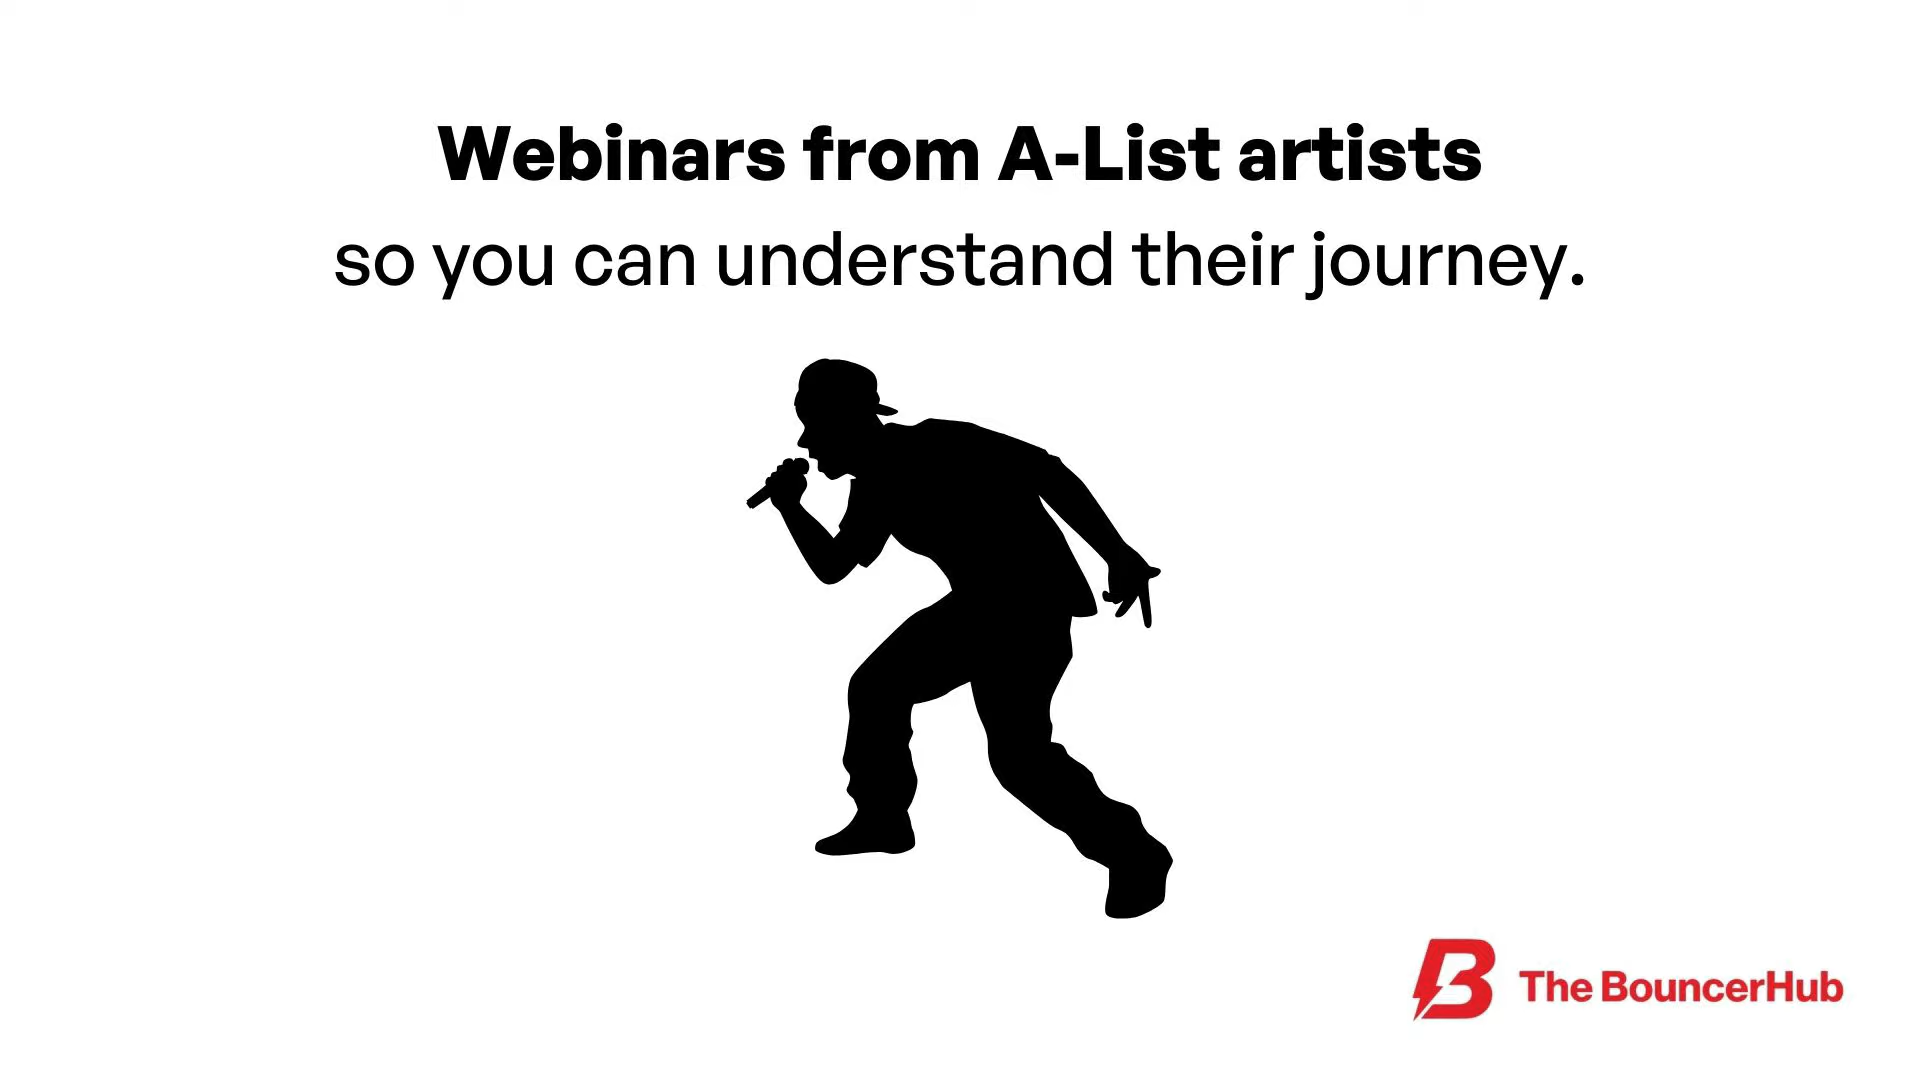 Webinars from A-List artists
so you can understand their journey.
The BouncerHub